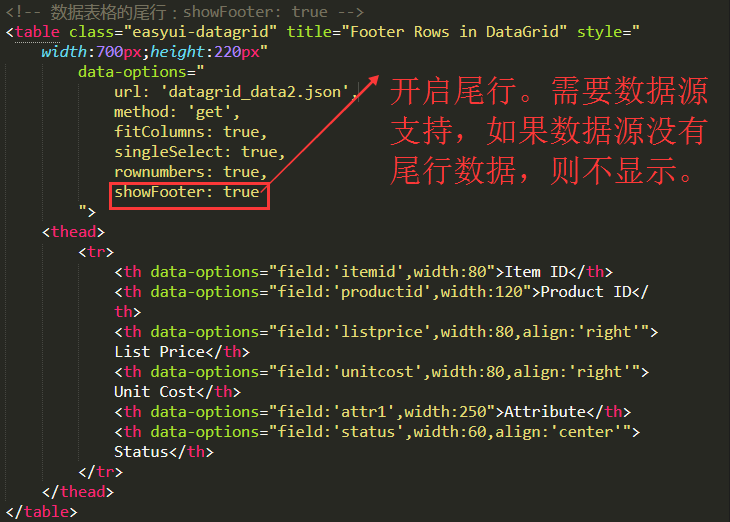 <!-- 数据表格的尾行：showFooter: true -->
<table class="easyui-datagrid" title="Footer Rows in DataGrid" style="
width:700px;height:220px"
data-options="
url: 'datagrid_data2.json',
method: 'get',
fitColumns: true,
singleSelect: true,
rownumbers: true,
showFooter: true
">
开启尾行。需要数据源
支持，如果数据源没有
尾行数据，则不显示。
<thead>
<tr>
<th data-options="field:'itemid',width:80">Item ID</th>
<th data-options="field:'productid',width:120">Product ID</
th>
<th data-options="field:'listprice',width:80,align:'right'">
List Price</th>
<th data-options="field:'unitcost',width:80,align:'right'">
Unit Cost</th>
<th data-options="field:'attr1',width:250">Attribute</th>
<th data-options="field:'status',width:60,align:'center'">
Status</th>
</tr>
</thead>
</table>